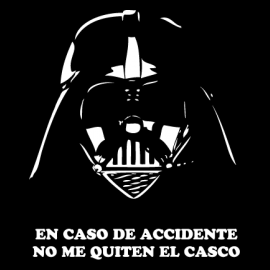 EN CASO DE ACCIDENTE
NO ME QUITEN EL CASCO